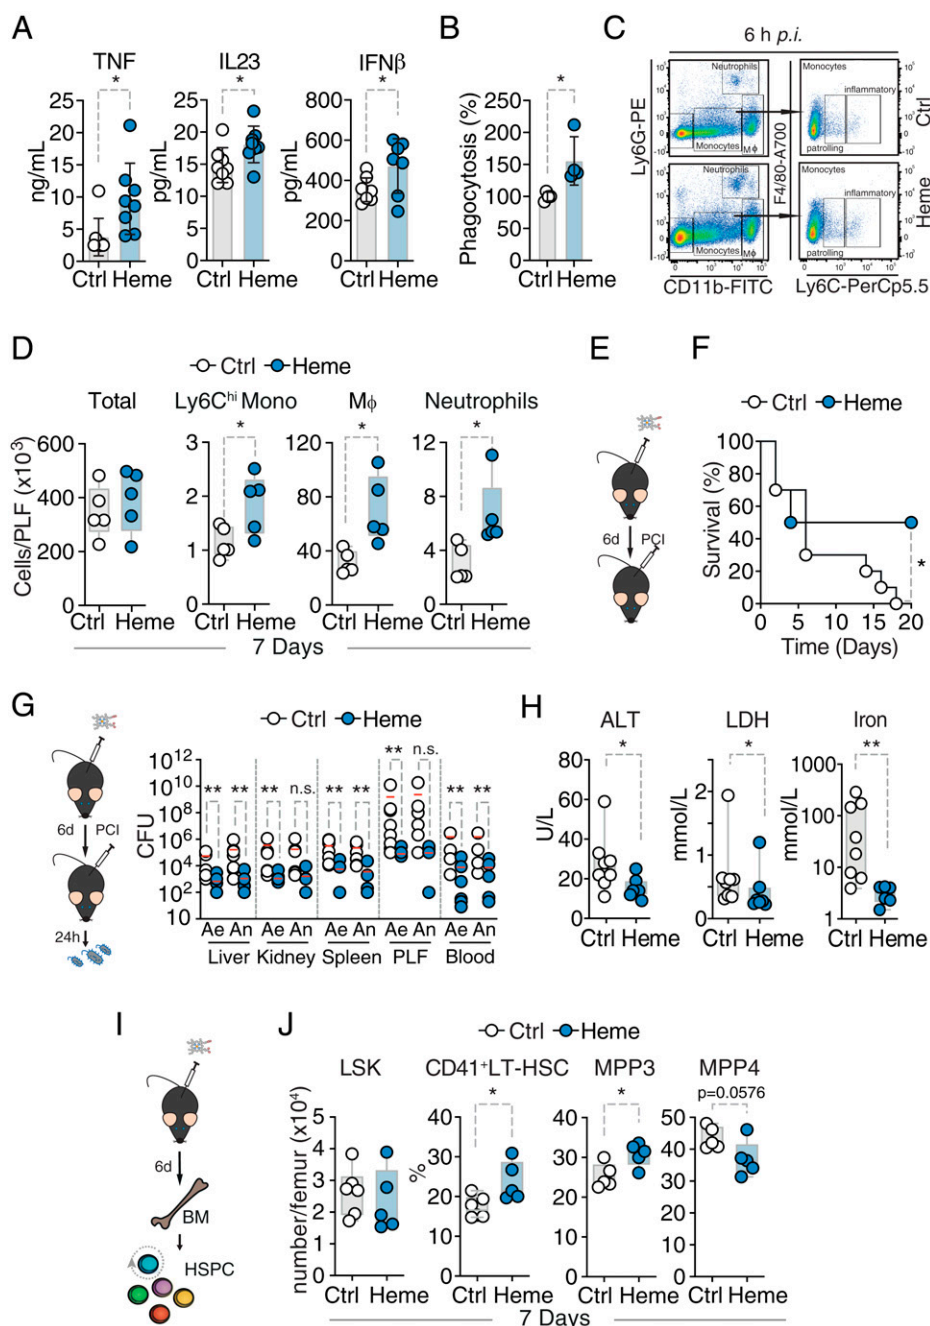 A
TNF
*
25
20
15
10
5
0
ng/mL
Ctrl Heme
IL23
*
25
20
15
10
5
0
pg/mL
Ctrl Heme
IFNβ
*
800
600
400
200
0
pg/mL
Ctrl Heme
B
*
250
200
150
100
50
0
Phagocytosis (%)
Ctrl Heme
C
6 h p.i.
Neutrophils
Monocytes
Mϕ
Monocytes
inflammatory
patrolling
Ctrl
Neutrophils
Monocytes
Mϕ
Monocytes
inflammatory
patrolling
Heme
Ly6G-PE
F4/80-A700
CD11b-FITC
Ly6C-PerCp5.5
D
Ctrl Heme
Total
600
400
200
0
Cells/PLF (x10³)
Ctrl Heme
Ly6Cʰⁱ Mono
*
3
2
1
0
Ctrl Heme
Mϕ
*
120
80
40
0
Ctrl Heme
Neutrophils
*
12
8
4
0
Ctrl Heme
7 Days
E
6d PCI
F
Ctrl Heme
100
80
60
40
20
0
Survival (%)
*
0 5 10 15 20
Time (Days)
G
6d PCI
24h
Ctrl Heme
10¹²
10¹⁰
10⁸
10⁶
10⁴
10²
10
CFU
** ** ** n.s. ** ** ** n.s. ** **
Ae An Ae An Ae An Ae An Ae An
Liver Kidney Spleen PLF Blood
H
ALT
*
80
60
40
20
0
U/L
Ctrl Heme
LDH
*
3
2
1
0
mmol/L
Ctrl Heme
Iron
**
1000
100
10
1
mmol/L
Ctrl Heme
I
6d
BM
HSPC
J
Ctrl Heme
LSK
5
4
3
2
1
0
number/femur (x10⁴)
Ctrl Heme
CD41⁺LT-HSC
*
40
30
20
10
0
%
Ctrl Heme
MPP3
*
40
30
20
10
0
Ctrl Heme
MPP4
p=0.0576
50
40
30
20
10
0
Ctrl Heme
7 Days